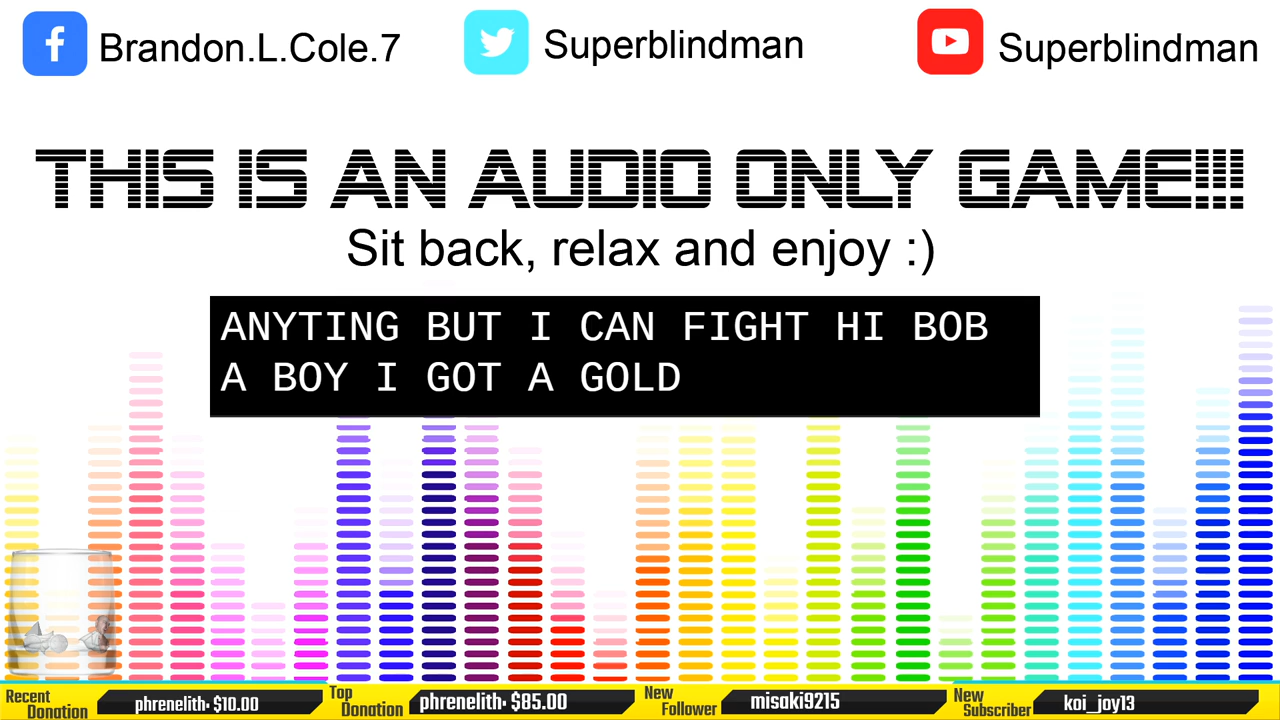 Brandon.L.Cole.7 Superblindman Superblindman
THIS IS AN AUDIO ONLY GAME!!!
Sit back, relax and enjoy :)
ANYTING BUT I CAN FIGHT HI BOB
A BOY I GOT A GOLD
Recent Donation phrenelith: $10.00 Top Donation phrenelith: $85.00 New Follower misaki9215 New Subscriber koi_joy13